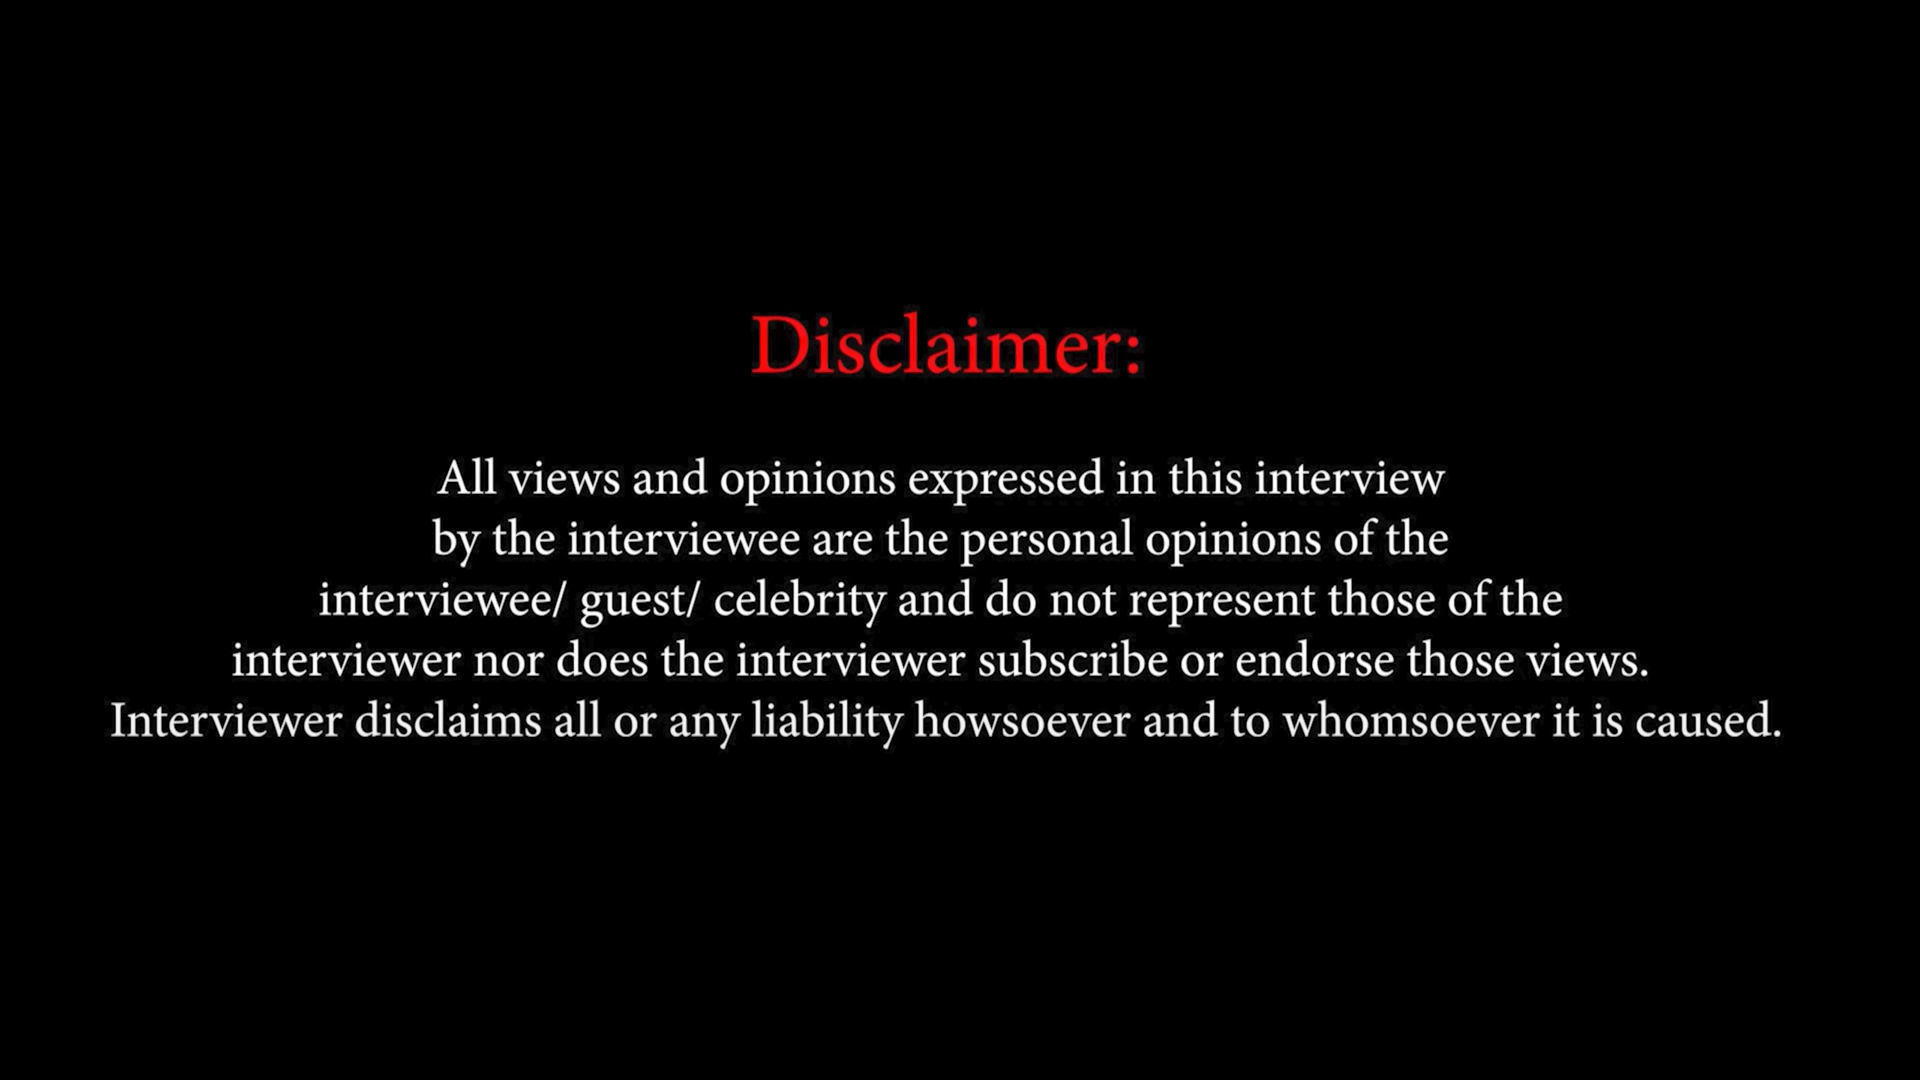 Disclaimer:
All views and opinions expressed in this interview
by the interviewee are the personal opinions of the
interviewee/ guest/ celebrity and do not represent those of the
interviewer nor does the interviewer subscribe or endorse those views.
Interviewer disclaims all or any liability howsoever and to whomsoever it is caused.